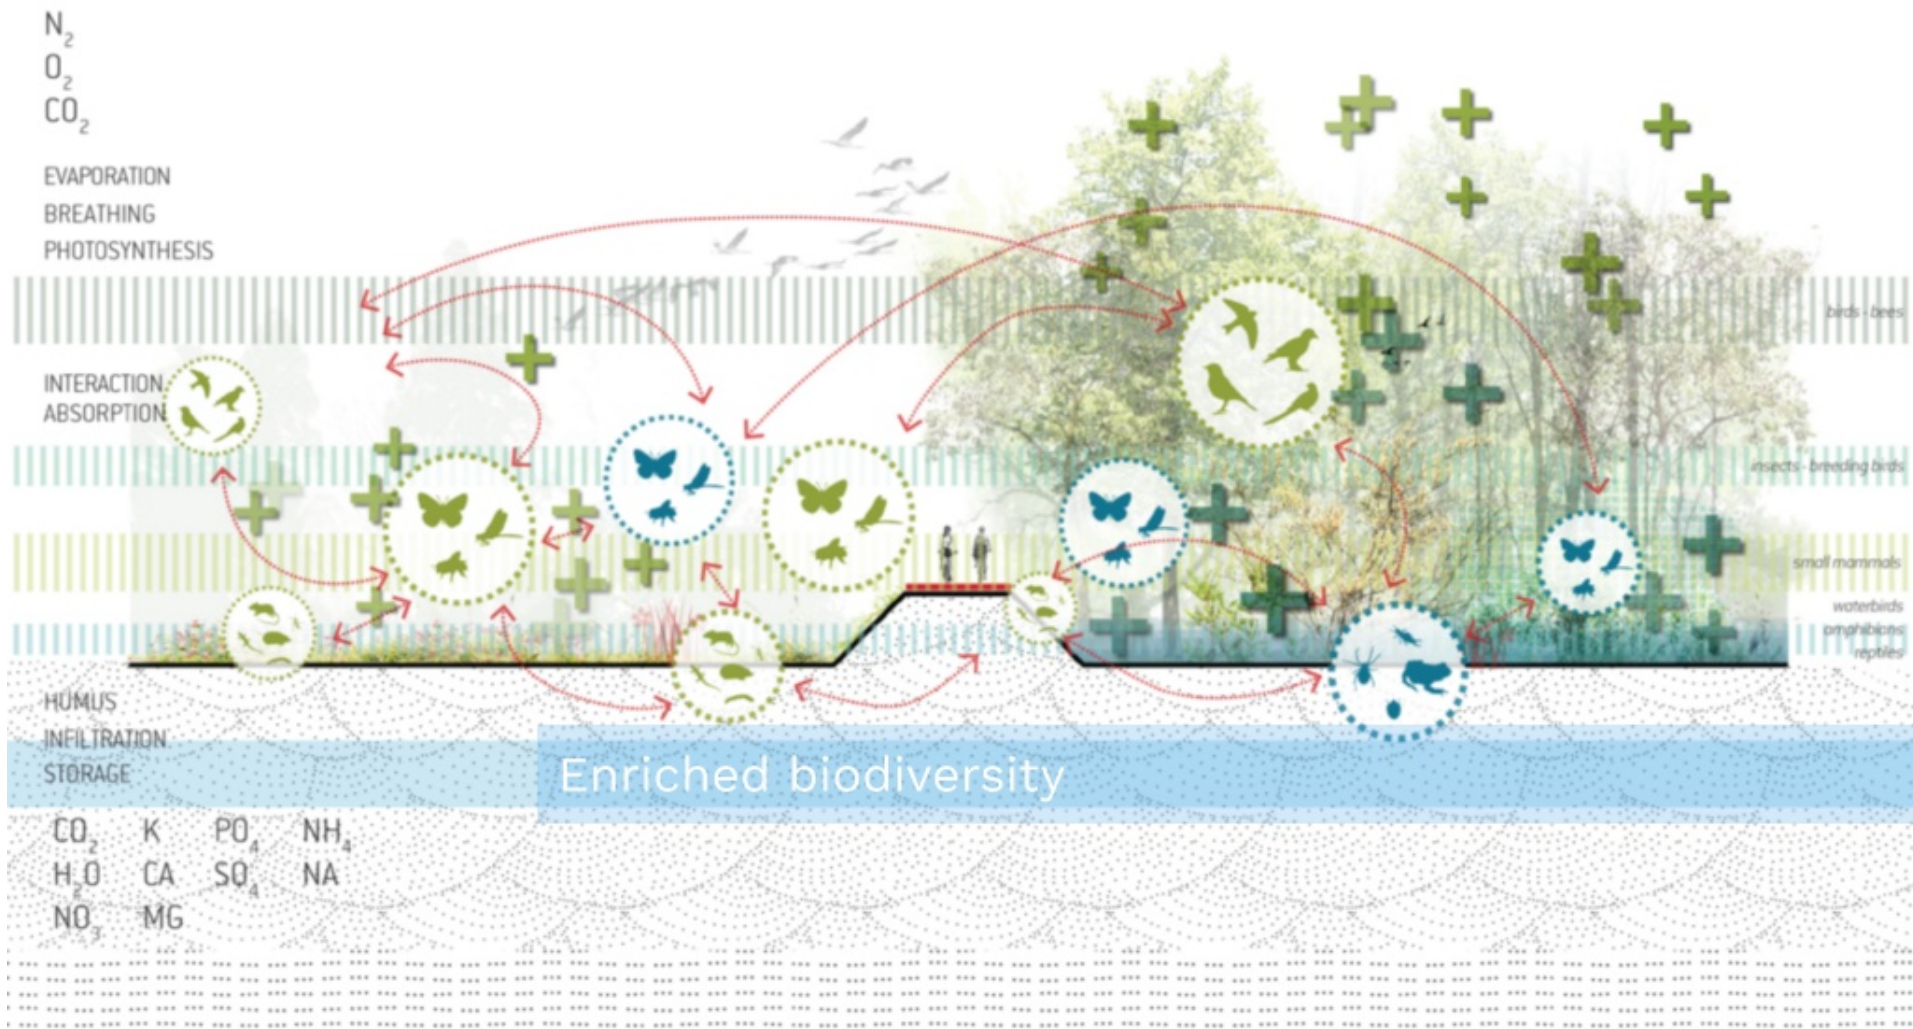 N₂
O₂
CO₂
EVAPORATION
BREATHING
PHOTOSYNTHESIS
birds - bees
INTERACTION
ABSORPTION
insects - breeding birds
small mammals
waterbirds
amphibians
reptiles
HUMUS
INFILTRATION
STORAGE
Enriched biodiversity
CO₂ K PO₄ NH₄
H₂O CA SO₄ NA
NO₃ MG